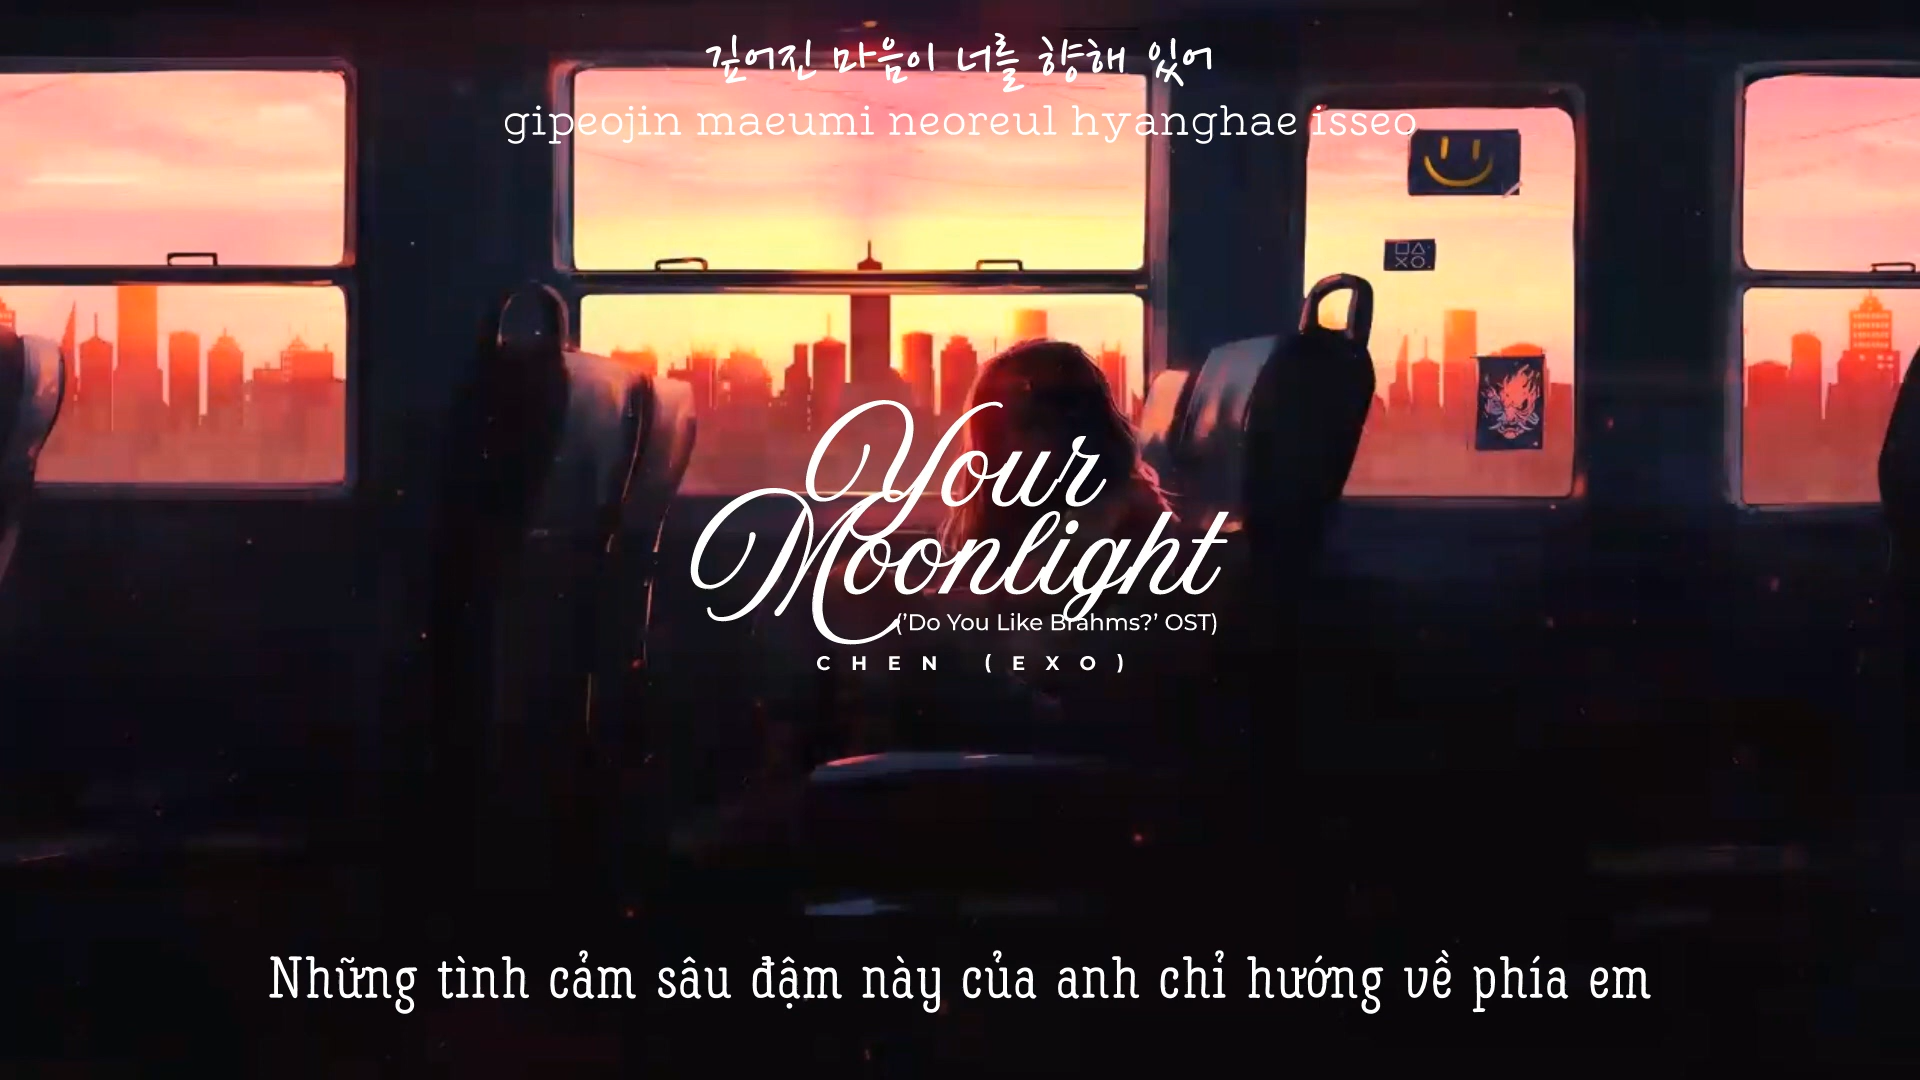 깊어진 마음이 너를 향해 있어
gipeojin maeumi neoreul hyanghae isseo
Your
Moonlight
('Do You Like Brahms?' OST)
CHEN (EXO)
Những tình cảm sâu đậm này của anh chỉ hướng về phía em